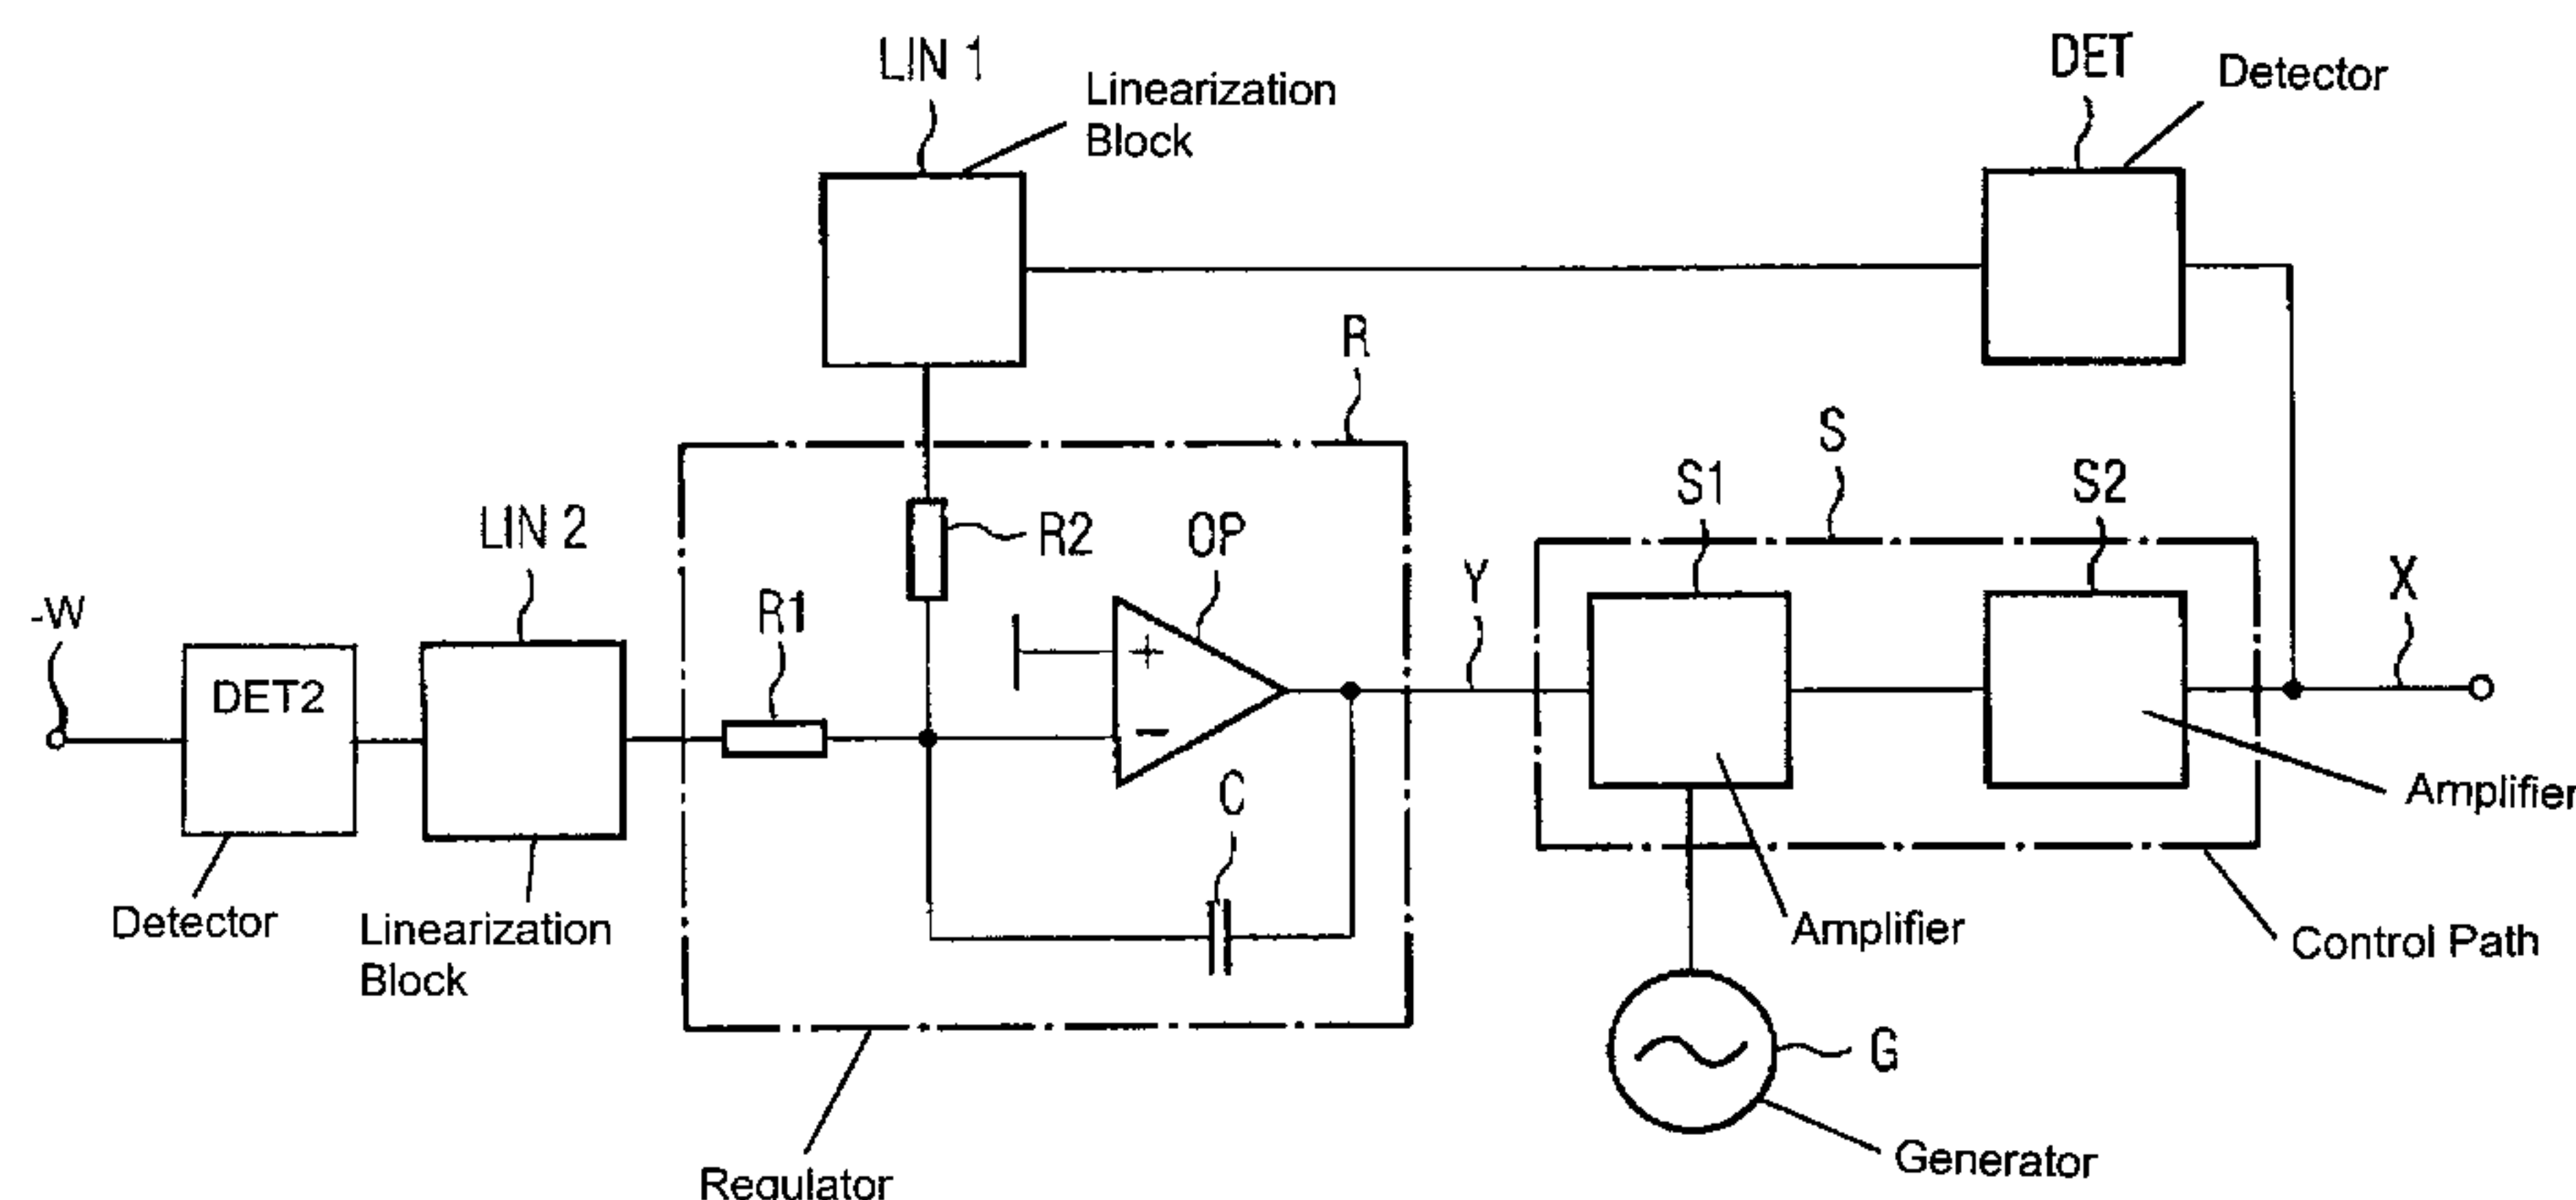 LIN 1
Linearization
Block
DET
Detector
R
S
S1
S2
R2
OP
LIN 2
Y
X
-W
R1
DET2
+
-
C
Amplifier
Detector
Linearization
Block
Amplifier
Control Path
G
Generator
Regulator